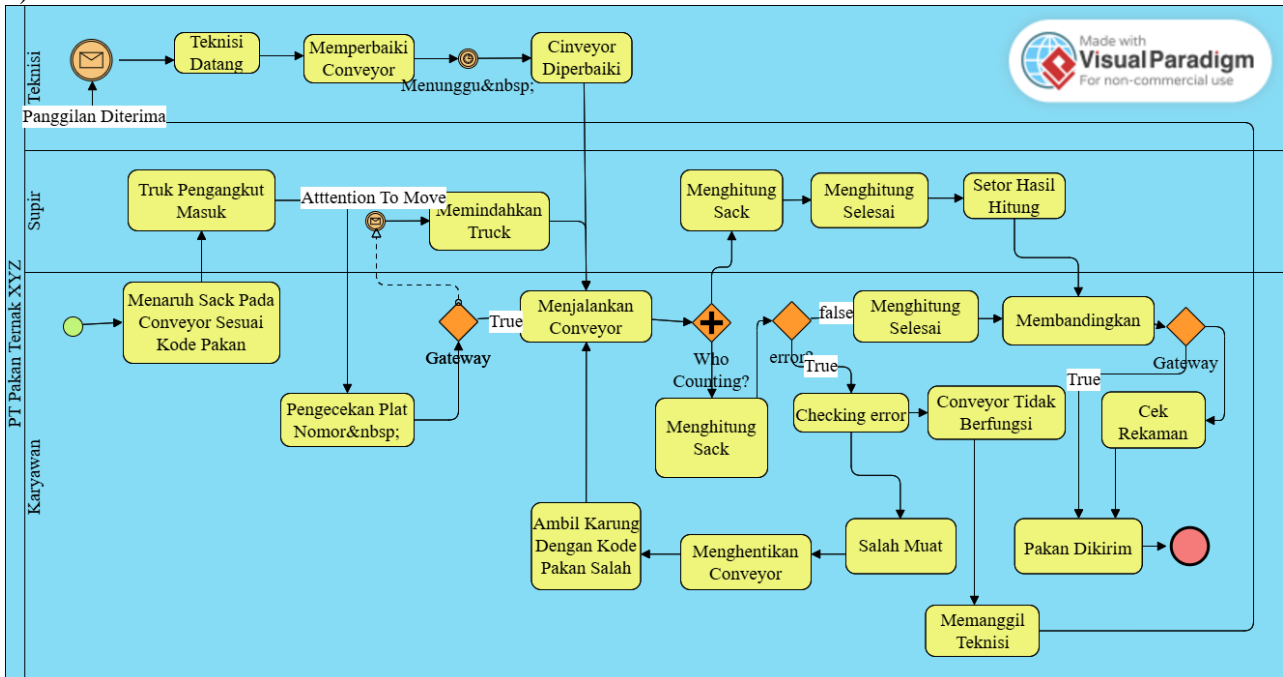 Made with
Visual Paradigm
For non-commercial use
PT Pakan Ternak XYZ
Teknisi
Panggilan Diterima
Teknisi
Datang
Memperbaiki
Conveyor
Menunggu&nbsp;
Cinveyor
Diperbaiki
Supir
Truk Pengangkut
Masuk
Atttention To Move
Memindahkan
Truck
Menghitung
Sack
Menghitung
Selesai
Setor Hasil
Hitung
Karyawan
Menaruh Sack Pada
Conveyor Sesuai
Kode Pakan
Pengecekan Plat
Nomor&nbsp;
Gateway
True
Menjalankan
Conveyor
Who
Counting?
Menghitung
Sack
error?
false
True
Menghitung
Selesai
Membandingkan
Gateway
True
Checking error
Conveyor Tidak
Berfungsi
Cek
Rekaman
Ambil Karung
Dengan Kode
Pakan Salah
Menghentikan
Conveyor
Salah Muat
Pakan Dikirim
Memanggil
Teknisi